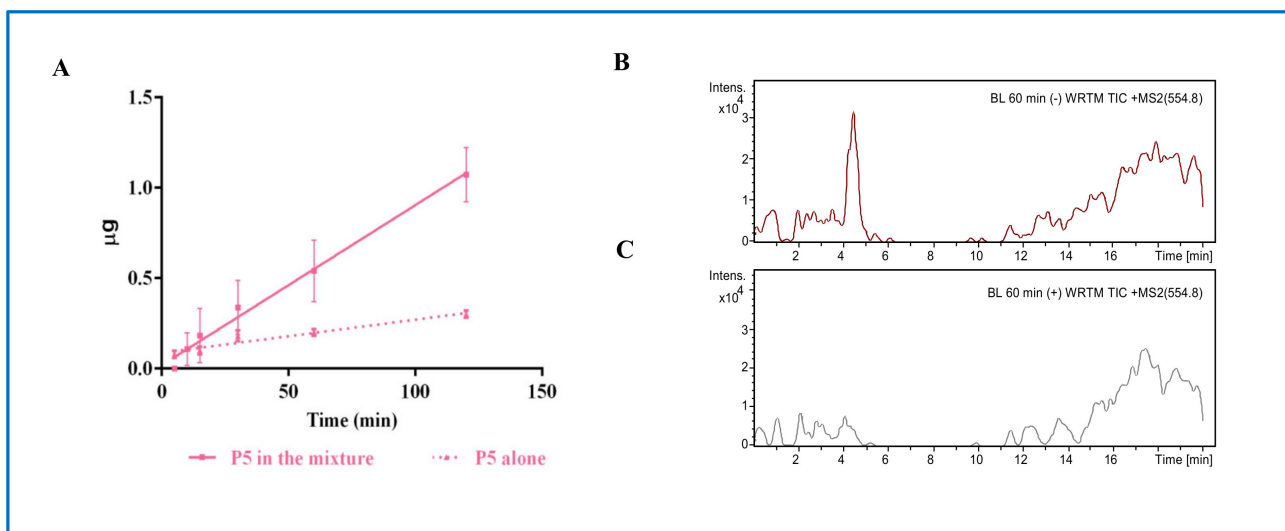 A
1.5
1.0
0.5
0.0
µg
0 50 100 150
Time (min)
P5 in the mixture P5 alone
B
Intens.
x10 4
BL 60 min (-) WRTM TIC +MS2(554.8)
3
2
1
0
2 4 6 8 10 12 14 16 Time [min]
C
Intens.
x10 4
BL 60 min (+) WRTM TIC +MS2(554.8)
3
2
1
0
2 4 6 8 10 12 14 16 Time [min]